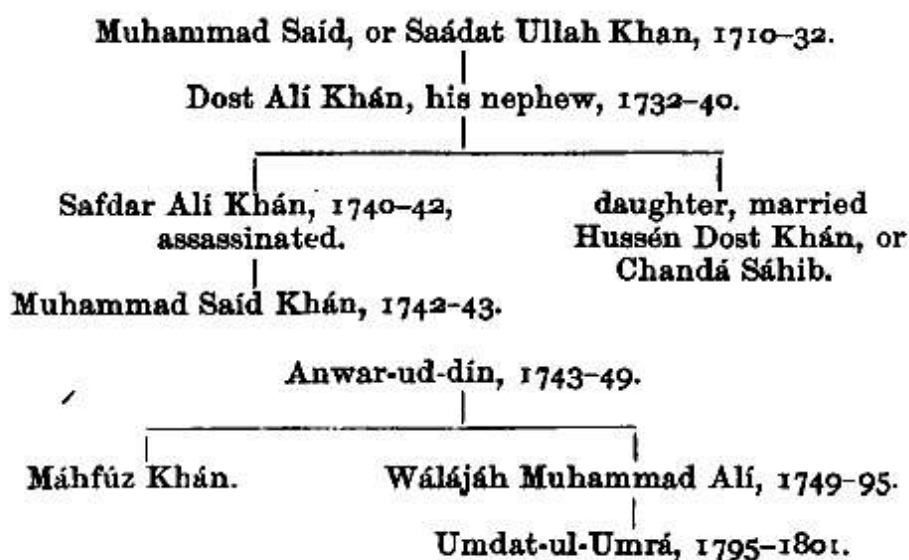 Muhammad Saíd, or Saádat Ullah Khan, 1710–32.
Dost Alí Khán, his nephew, 1732–40.
Safdar Alí Khán, 1740–42,
assassinated.
daughter, married
Hussén Dost Khán, or
Chandá Sáhib.
Muhammad Saíd Khán, 1742–43.
Anwar-ud-dín, 1743–49.
Máhfúz Khán.
Wálájáh Muhammad Alí, 1749–95.
Umdat-ul-Umrá, 1795–1801.